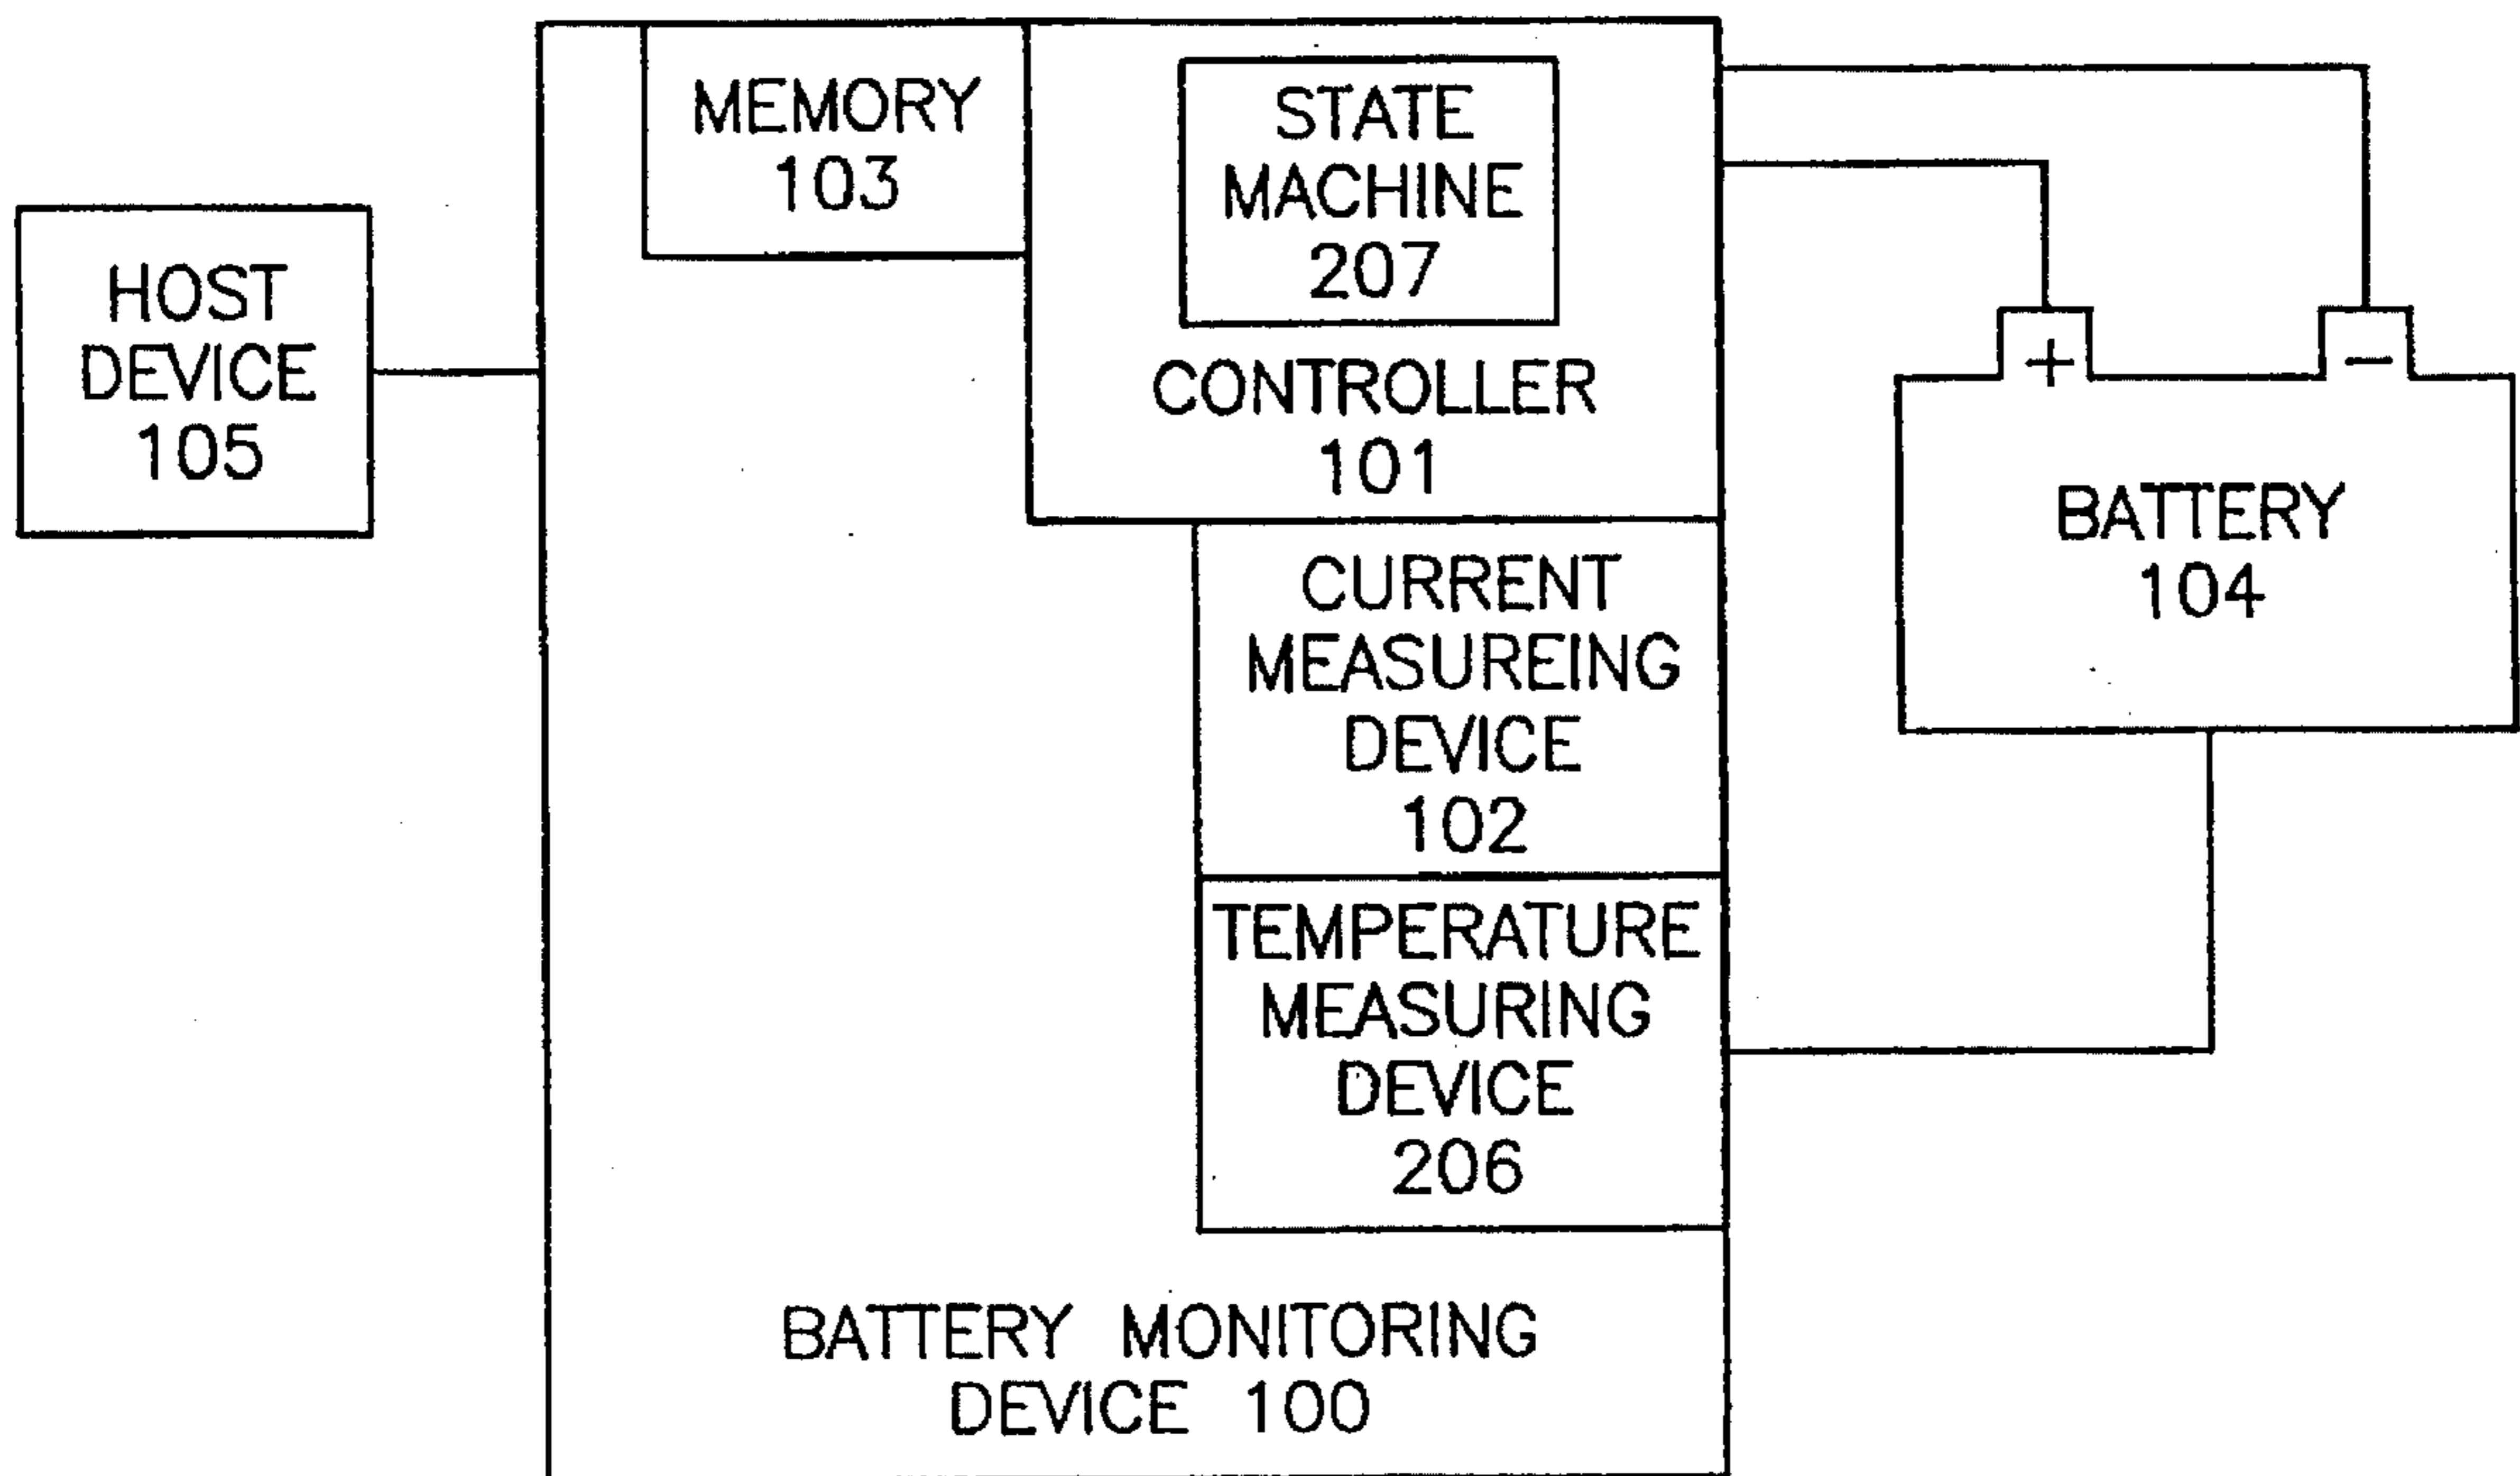 HOST
DEVICE
105
MEMORY
103
STATE
MACHINE
207
CONTROLLER
101
CURRENT
MEASUREING
DEVICE
102
TEMPERATURE
MEASURING
DEVICE
206
BATTERY MONITORING
DEVICE 100
+
−
BATTERY
104